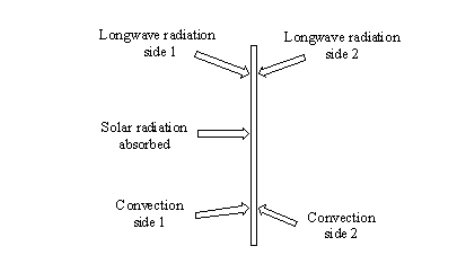 Longwave radiation
side 1
Longwave radiation
side 2
Solar radiation
absorbed
Convection
side 1
Convection
side 2